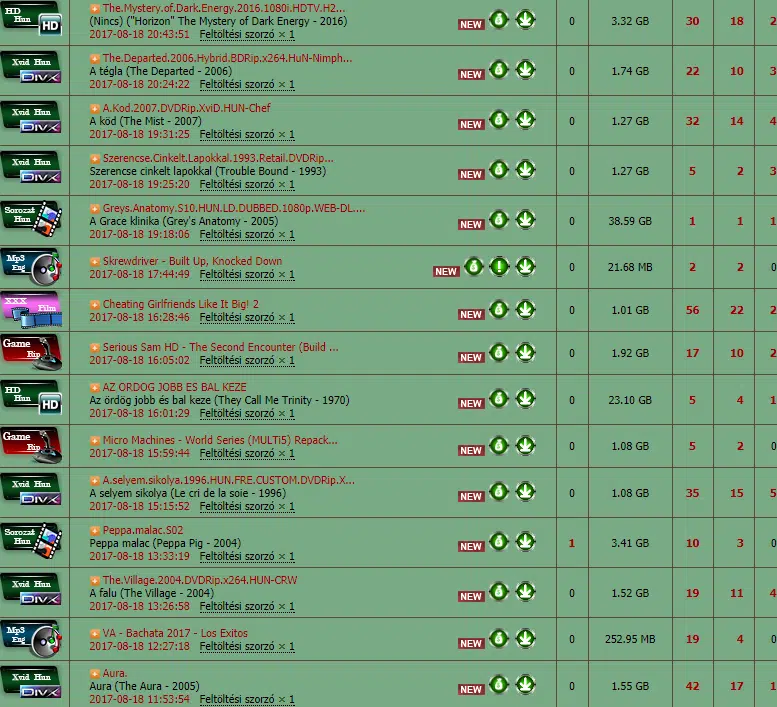 HD Hun HD
The.Mystery.of.Dark.Energy.2016.1080i.HDTV.H2...
(Nincs) ("Horizon" The Mystery of Dark Energy - 2016)
2017-08-18 20:43:51 Feltöltési szorzó × 1
NEW 0 3.32 GB 30 18 2
Xvid Hun DivX
The.Departed.2006.Hybrid.BDRip.x264.HuN-Nimph...
A tégla (The Departed - 2006)
2017-08-18 20:24:22 Feltöltési szorzó × 1
NEW 0 1.74 GB 22 10 3
Xvid Hun DivX
A.Kod.2007.DVDRip.XviD.HUN-Chef
A köd (The Mist - 2007)
2017-08-18 19:31:25 Feltöltési szorzó × 1
NEW 0 1.27 GB 32 14 4
Xvid Hun DivX
Szerencse.Cinkelt.Lapokkal.1993.Retail.DVDRip...
Szerencse cinkelt lapokkal (Trouble Bound - 1993)
2017-08-18 19:25:20 Feltöltési szorzó × 1
NEW 0 1.27 GB 5 2 3
Sorozat Hun
Greys.Anatomy.S10.HUN.LD.DUBBED.1080p.WEB-DL....
A Grace klinika (Grey's Anatomy - 2005)
2017-08-18 19:18:06 Feltöltési szorzó × 1
NEW 0 38.59 GB 1 1 1
Mp3 Eng
Skrewdriver - Built Up, Knocked Down
2017-08-18 17:44:49 Feltöltési szorzó × 1
NEW 0 21.68 MB 2 2 0
XXX Film
Cheating Girlfriends Like It Big! 2
2017-08-18 16:28:46 Feltöltési szorzó × 1
NEW 0 1.01 GB 56 22 2
Game Rip
Serious Sam HD - The Second Encounter (Build ...
2017-08-18 16:05:02 Feltöltési szorzó × 1
NEW 0 1.92 GB 17 10 2
HD Hun HD
AZ ORDOG JOBB ES BAL KEZE
Az ördög jobb és bal keze (They Call Me Trinity - 1970)
2017-08-18 16:01:29 Feltöltési szorzó × 1
NEW 0 23.10 GB 5 4 1
Game Rip
Micro Machines - World Series (MULTi5) Repack...
2017-08-18 15:59:44 Feltöltési szorzó × 1
NEW 0 1.08 GB 5 2 0
Xvid Hun DivX
A.selyem.sikolya.1996.HUN.FRE.CUSTOM.DVDRip.X...
A selyem sikolya (Le cri de la soie - 1996)
2017-08-18 15:15:52 Feltöltési szorzó × 1
NEW 0 1.08 GB 35 15 5
Sorozat Hun
Peppa.malac.S02
Peppa malac (Peppa Pig - 2004)
2017-08-18 13:33:19 Feltöltési szorzó × 1
NEW 1 3.41 GB 10 3 0
Xvid Hun DivX
The.Village.2004.DVDRip.x264.HUN-CRW
A falu (The Village - 2004)
2017-08-18 13:26:58 Feltöltési szorzó × 1
NEW 0 1.52 GB 19 11 4
Mp3 Eng
VA - Bachata 2017 - Los Exitos
2017-08-18 12:27:18 Feltöltési szorzó × 1
NEW 0 252.95 MB 19 4 0
Xvid Hun DivX
Aura.
Aura (The Aura - 2005)
2017-08-18 11:53:54 Feltöltési szorzó × 1
NEW 0 1.55 GB 42 17 1